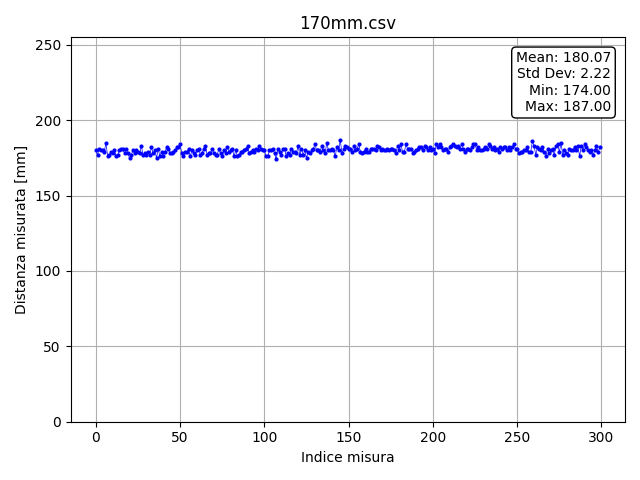 170mm.csv
Mean: 180.07
Std Dev: 2.22
Min: 174.00
Max: 187.00
Distanza misurata [mm]
250
200
150
100
50
0
0 50 100 150 200 250 300
Indice misura